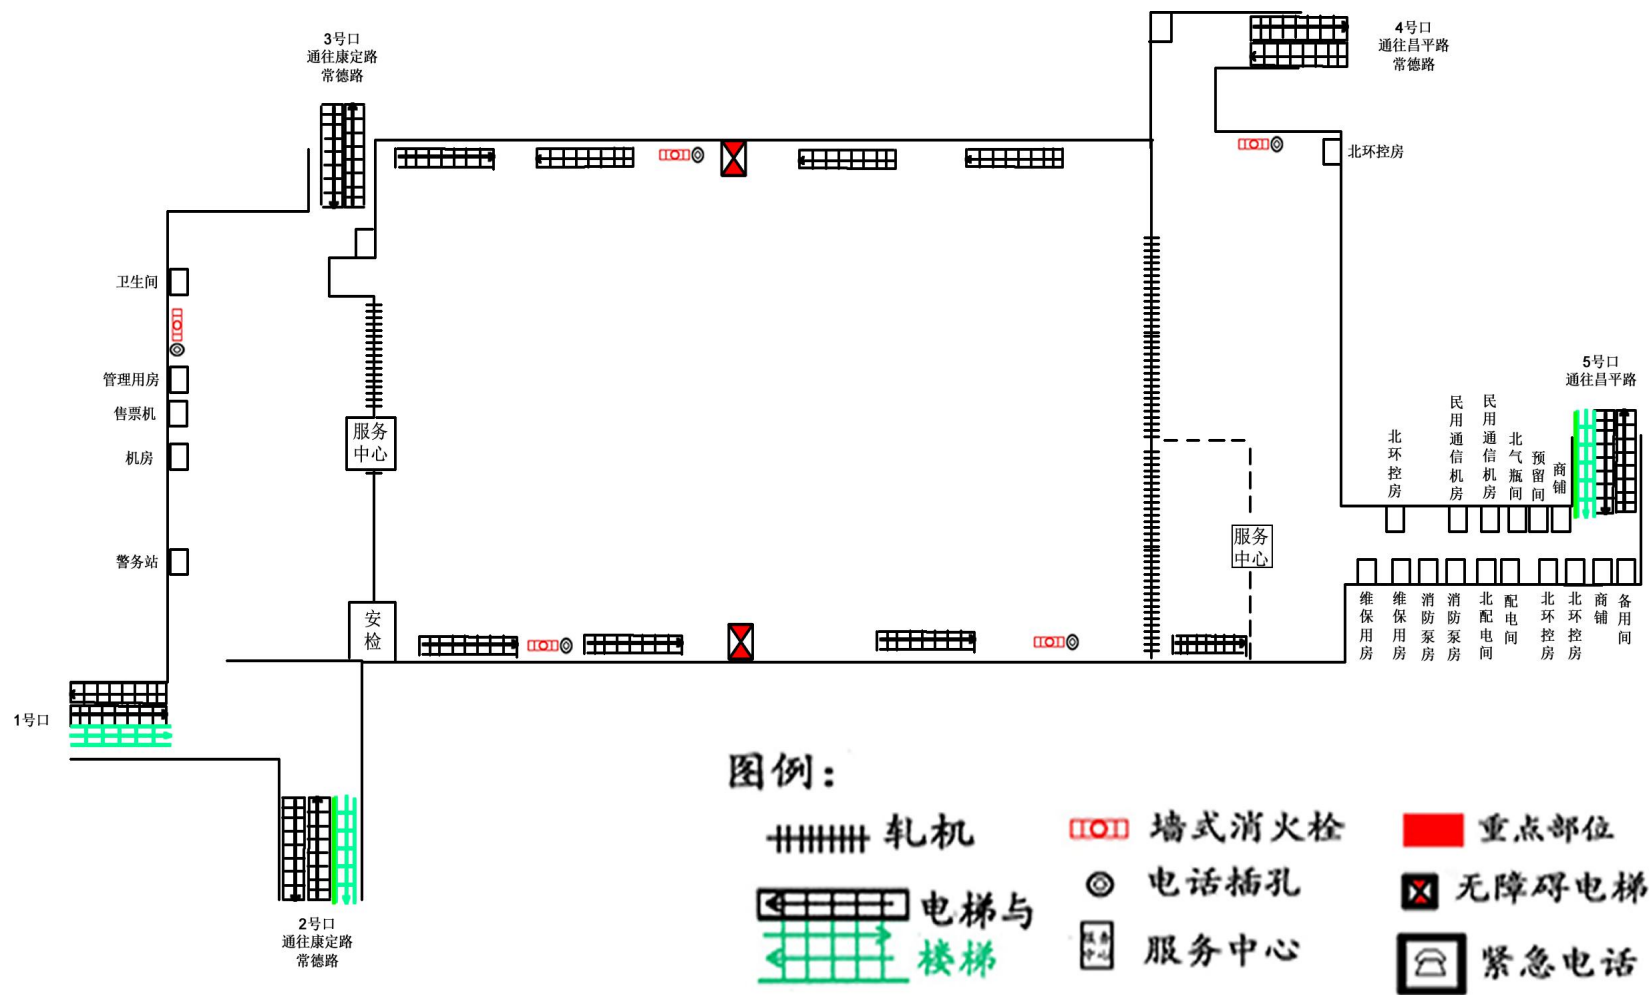 3号口
通往康定路
常德路
4号口
通往昌平路
常德路
北环控房
卫生间
管理用房
售票机
机房
警务站
服务
中心
安
检
服务
中心
5号口
通往昌平路
北环控房
民用通信机房
民用通信机房
北气瓶间
预留间
商铺
维保用房
维保用房
消防泵房
消防泵房
北配电间
配电间
北环控房
北环控房
商铺
备用间
1号口
2号口
通往康定路
常德路
图例：
轧机
墙式消火栓
重点部位
电梯与
楼梯
电话插孔
无障碍电梯
服务
中心
服务中心
紧急电话